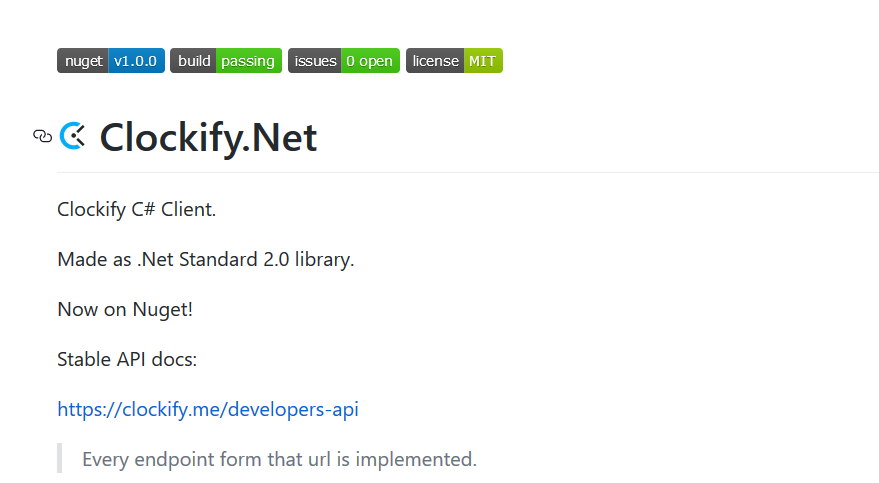 nuget v1.0.0 build passing issues 0 open license MIT
Clockify.Net
Clockify C# Client.
Made as .Net Standard 2.0 library.
Now on Nuget!
Stable API docs:
https://clockify.me/developers-api
Every endpoint form that url is implemented.